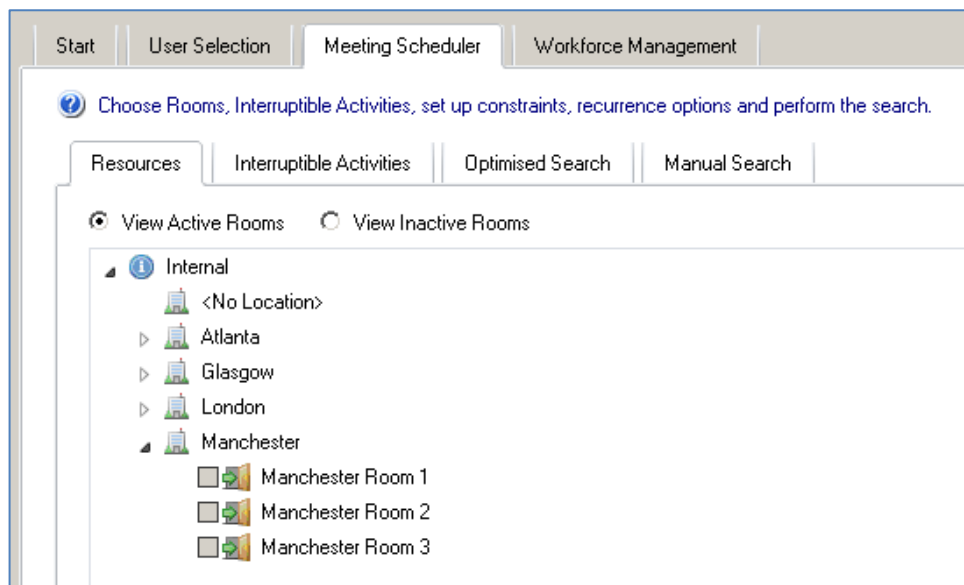 Start User Selection Meeting Scheduler Workforce Management
Choose Rooms, Interruptible Activities, set up constraints, recurrence options and perform the search.
Resources Interruptible Activities Optimised Search Manual Search
View Active Rooms View Inactive Rooms
Internal
<No Location>
Atlanta
Glasgow
London
Manchester
Manchester Room 1
Manchester Room 2
Manchester Room 3